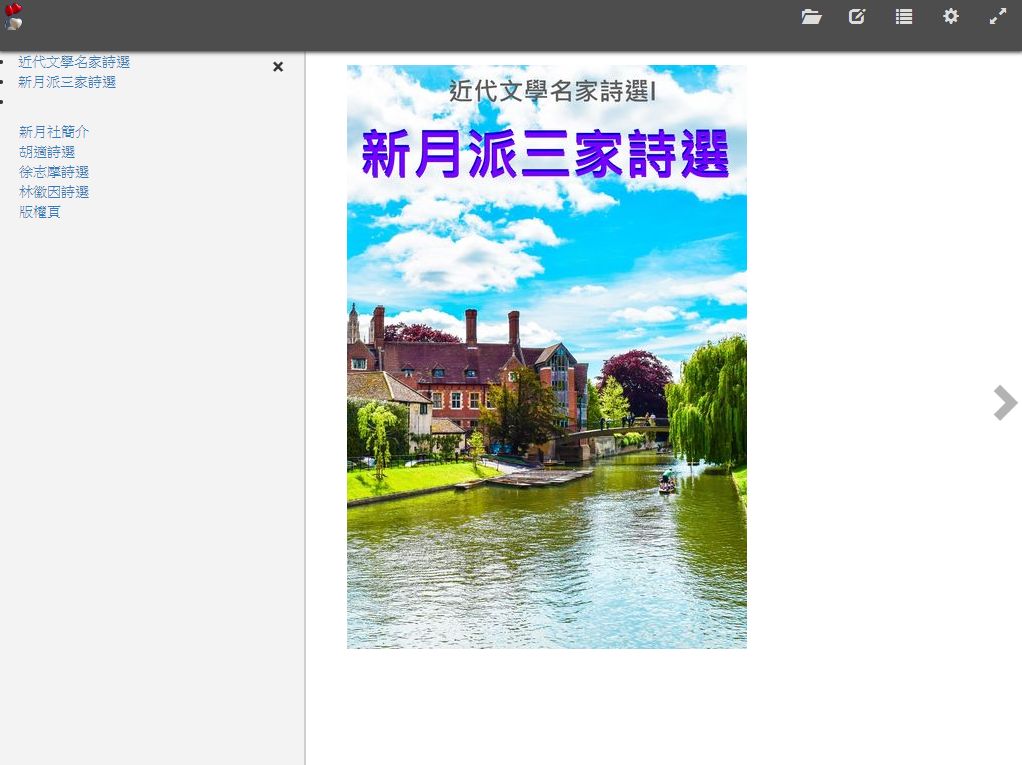 近代文學名家詩選
新月派三家詩選
新月社簡介
胡適詩選
徐志摩詩選
林徽因詩選
版權頁
近代文學名家詩選I
新月派三家詩選